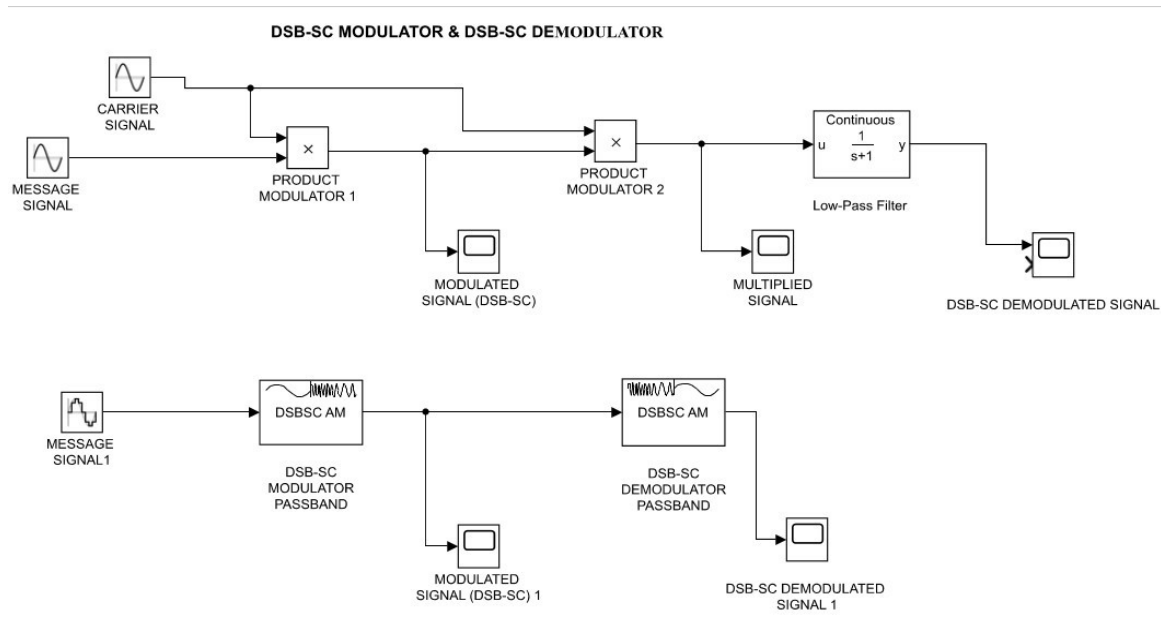 DSB-SC MODULATOR & DSB-SC DEMODULATOR
CARRIER
SIGNAL
MESSAGE
SIGNAL
×
PRODUCT
MODULATOR 1
×
PRODUCT
MODULATOR 2
Continuous
u
1
s+1
y
Low-Pass Filter
MODULATED
SIGNAL (DSB-SC)
MULTIPLIED
SIGNAL
DSB-SC DEMODULATED SIGNAL
MESSAGE
SIGNAL1
DSBSC AM
DSB-SC
MODULATOR
PASSBAND
DSBSC AM
DSB-SC
DEMODULATOR
PASSBAND
MODULATED
SIGNAL (DSB-SC) 1
DSB-SC DEMODULATED
SIGNAL 1